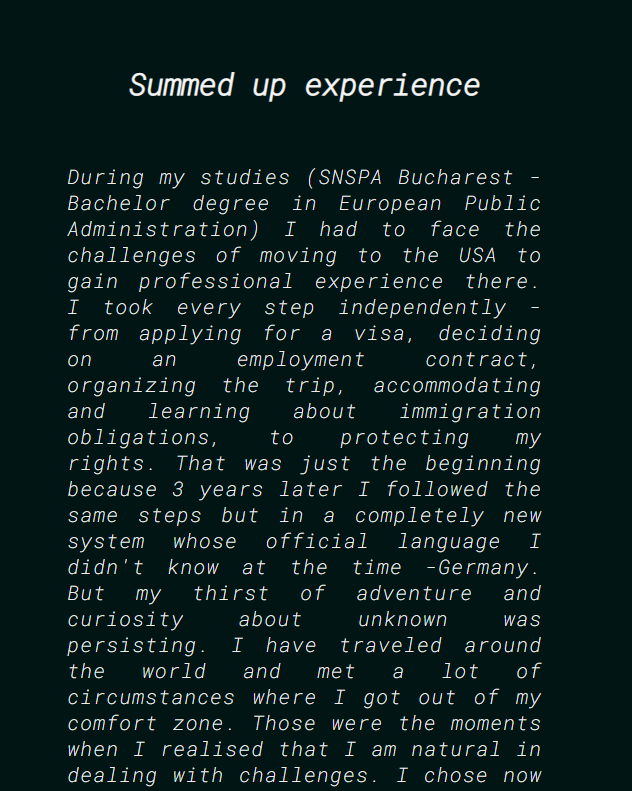 Summed up experience
During my studies (SNSPA Bucharest -
Bachelor degree in European Public
Administration) I had to face the
challenges of moving to the USA to
gain professional experience there.
I took every step independently -
from applying for a visa, deciding
on an employment contract,
organizing the trip, accommodating
and learning about immigration
obligations, to protecting my
rights. That was just the beginning
because 3 years later I followed the
same steps but in a completely new
system whose official language I
didn't know at the time -Germany.
But my thirst of adventure and
curiosity about unknown was
persisting. I have traveled around
the world and met a lot of
circumstances where I got out of my
comfort zone. Those were the moments
when I realised that I am natural in
dealing with challenges. I chose now